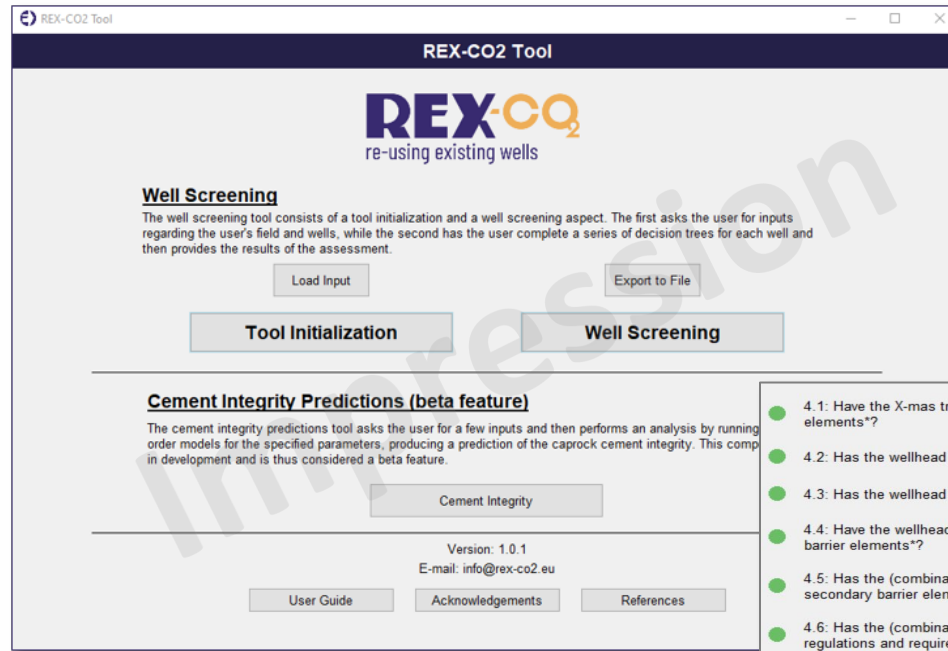 REX-CO2 Tool
REX-CO2 Tool
REX-CO2
re-using existing wells
Well Screening
The well screening tool consists of a tool initialization and a well screening aspect. The first asks the user for inputs
regarding the user's field and wells, while the second has the user complete a series of decision trees for each well and
then provides the results of the assessment.
Load Input
Export to File
Tool Initialization
Well Screening
Impression
Cement Integrity Predictions (beta feature)
The cement integrity predictions tool asks the user for a few inputs and then performs an analysis by running
order models for the specified parameters, producing a prediction of the caprock cement integrity. This
in development and is thus considered a beta feature.
Cement Integrity
Version: 1.0.1
E-mail: info@rex-co2.eu
User Guide
Acknowledgements
References
4.1: Have the X-mas
elements*?
4.2: Has the wellhead
4.3: Has the wellhead
4.4: Have the wellhead
barrier elements*?
4.5: Has the
secondary barrier
4.6: Has the
regulations and